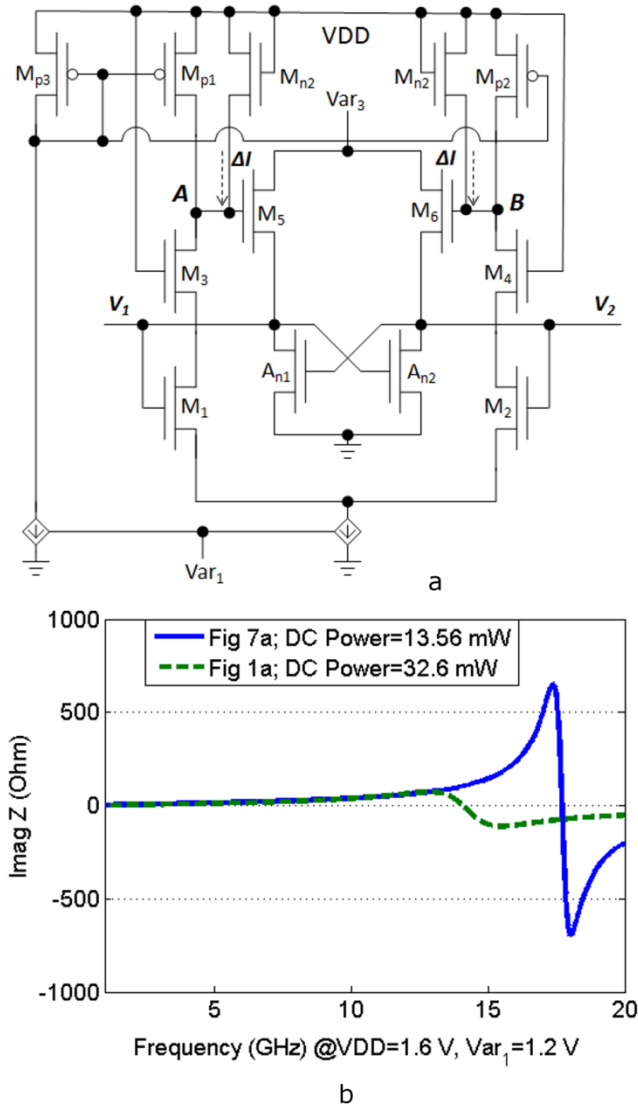 VDD
Mp3
Mp1
Mn2
Mn2
Mp2
Var3
ΔI
ΔI
A
B
M5
M6
M3
M4
V1
V2
An1
An2
M1
M2
Var1
a
1000
500
0
-500
-1000
Imag Z (Ohm)
Fig 7a; DC Power=13.56 mW
Fig 1a; DC Power=32.6 mW
5 10 15 20
Frequency (GHz) @VDD=1.6 V, Var1=1.2 V
b